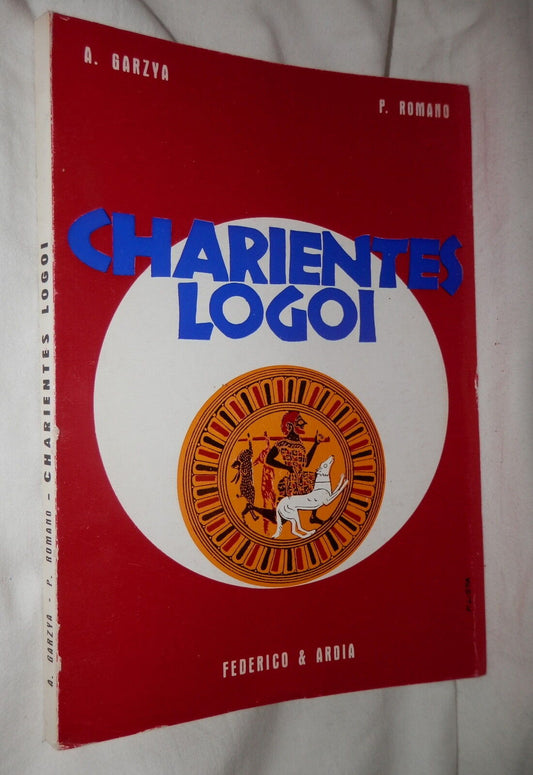 A. GARZYA
P. ROMANO
CHARIENTES
LOGOI
FEDERICO & ARDIA
A. GARZYA - P. ROMANO - CHARIENTES LOGOI